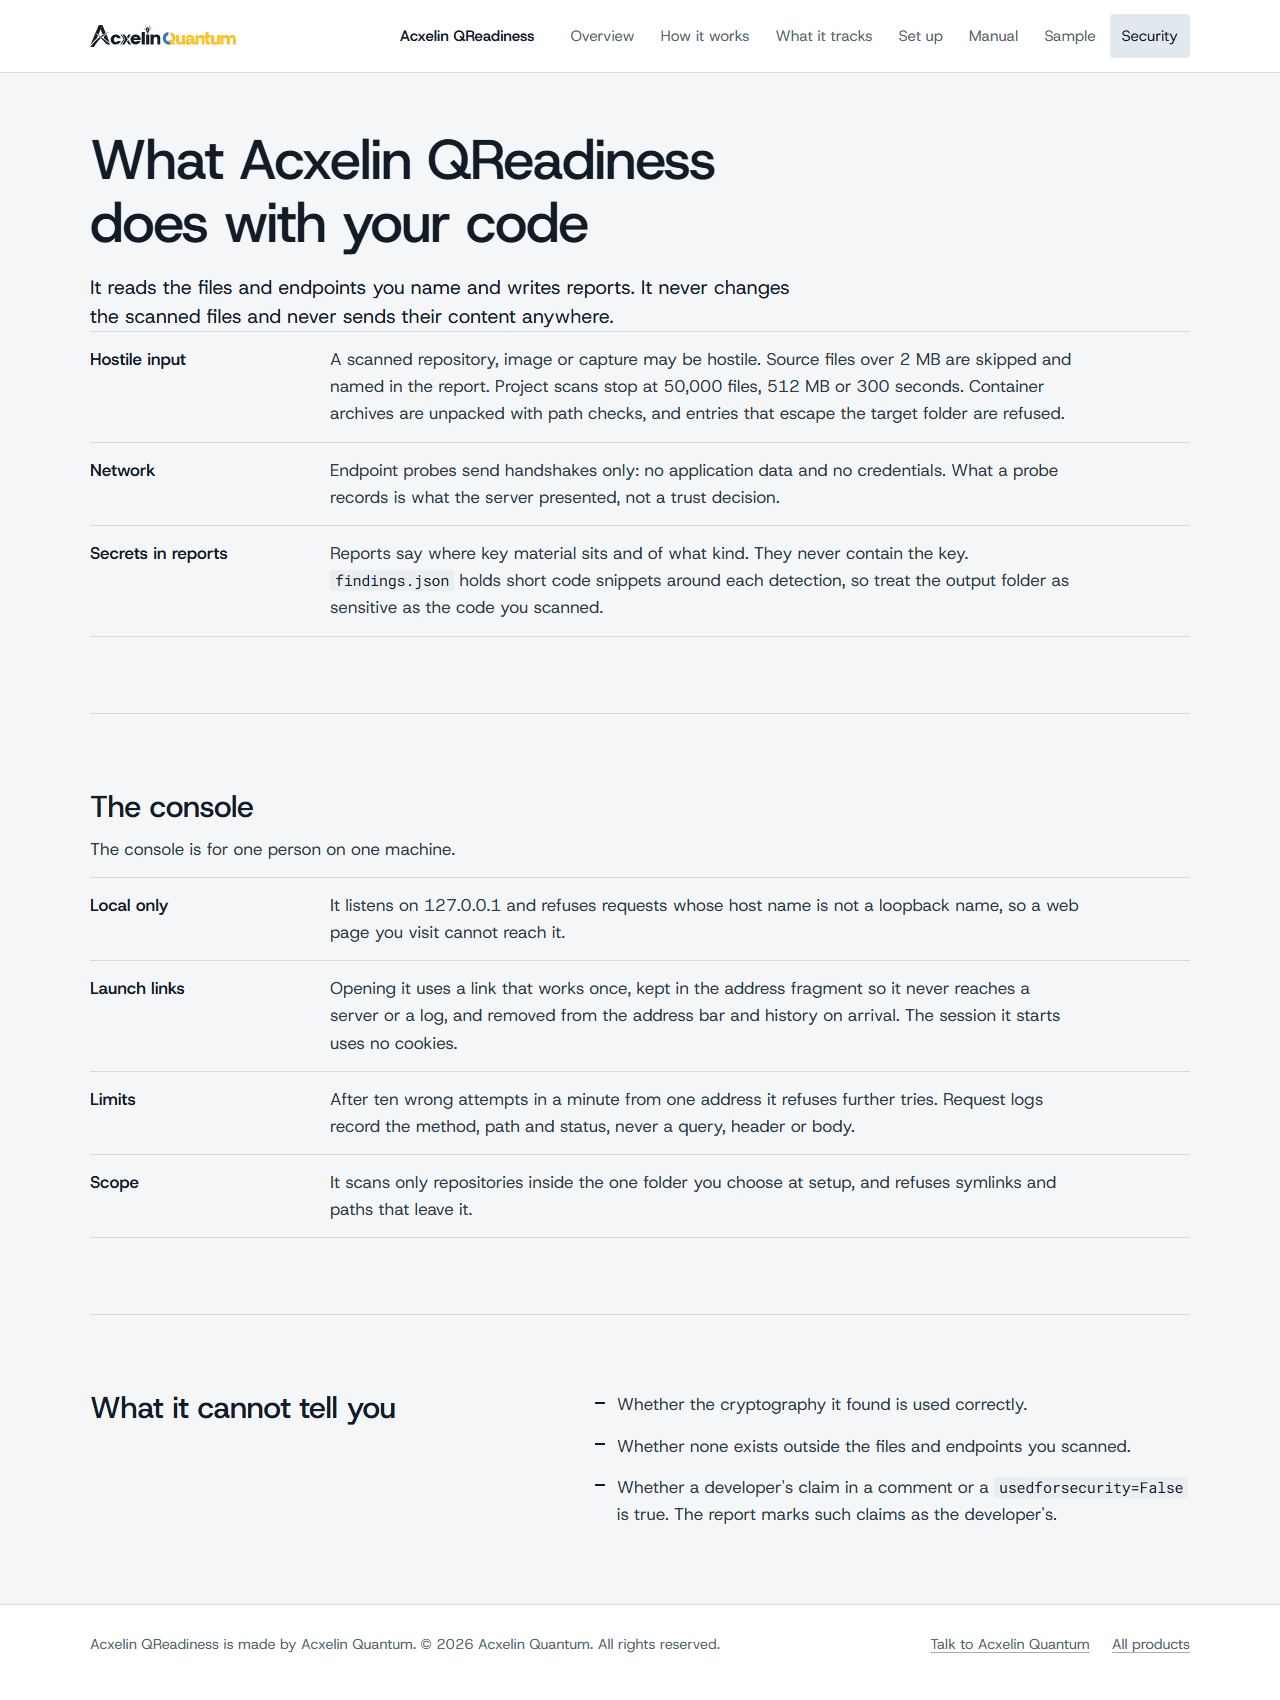 Acxelin Quantum
Acxelin QReadiness Overview How it works What it tracks Set up Manual Sample Security
What Acxelin QReadiness
does with your code
It reads the files and endpoints you name and writes reports. It never changes
the scanned files and never sends their content anywhere.
Hostile input
A scanned repository, image or capture may be hostile. Source files over 2 MB are skipped and
named in the report. Project scans stop at 50,000 files, 512 MB or 300 seconds. Container
archives are unpacked with path checks, and entries that escape the target folder are refused.
Network
Endpoint probes send handshakes only: no application data and no credentials. What a probe
records is what the server presented, not a trust decision.
Secrets in reports
Reports say where key material sits and of what kind. They never contain the key.
findings.json holds short code snippets around each detection, so treat the output folder as
sensitive as the code you scanned.
The console
The console is for one person on one machine.
Local only
It listens on 127.0.0.1 and refuses requests whose host name is not a loopback name, so a web
page you visit cannot reach it.
Launch links
Opening it uses a link that works once, kept in the address fragment so it never reaches a
server or a log, and removed from the address bar and history on arrival. The session it starts
uses no cookies.
Limits
After ten wrong attempts in a minute from one address it refuses further tries. Request logs
record the method, path and status, never a query, header or body.
Scope
It scans only repositories inside the one folder you choose at setup, and refuses symlinks and
paths that leave it.
What it cannot tell you
Whether the cryptography it found is used correctly.
Whether none exists outside the files and endpoints you scanned.
Whether a developer's claim in a comment or a usedforsecurity=False
is true. The report marks such claims as the developer's.
Acxelin QReadiness is made by Acxelin Quantum. © 2026 Acxelin Quantum. All rights reserved.
Talk to Acxelin Quantum All products